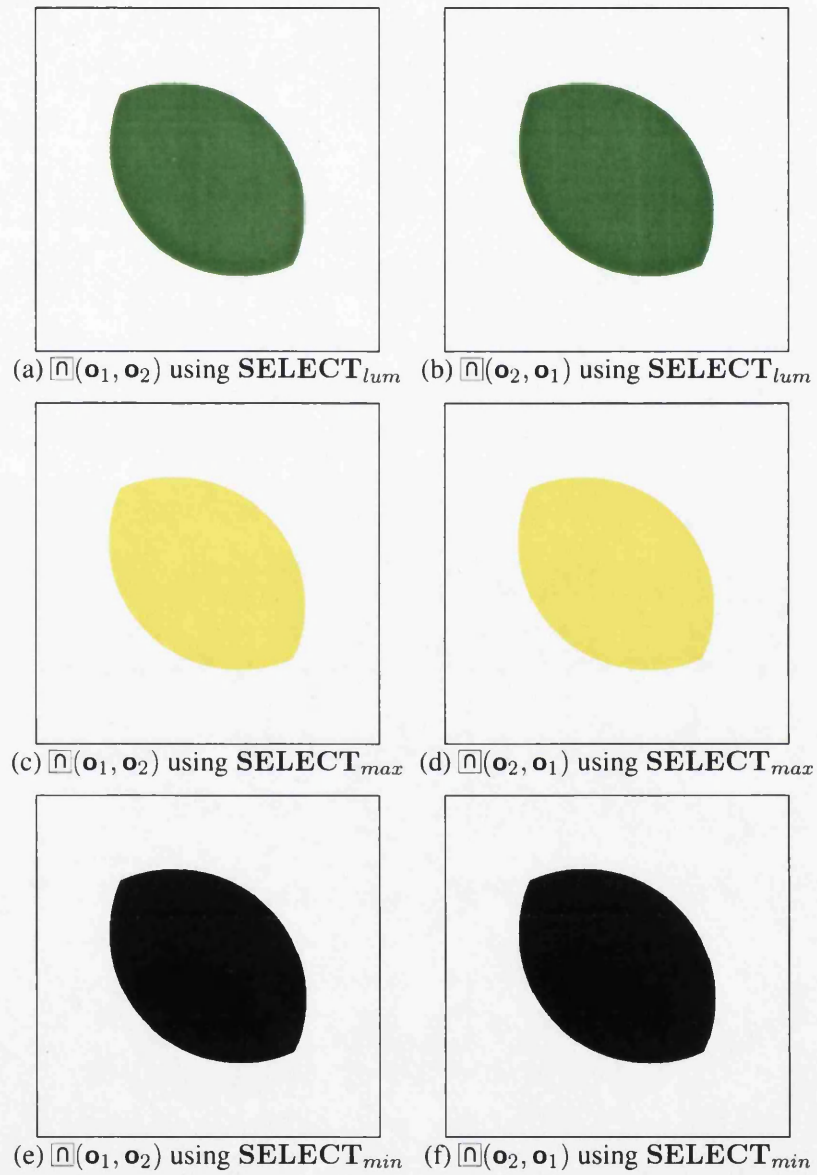 (a) ⊓(o₁, o₂) using SELECT_lum (b) ⊓(o₂, o₁) using SELECT_lum
(c) ⊓(o₁, o₂) using SELECT_max (d) ⊓(o₂, o₁) using SELECT_max
(e) ⊓(o₁, o₂) using SELECT_min (f) ⊓(o₂, o₁) using SELECT_min